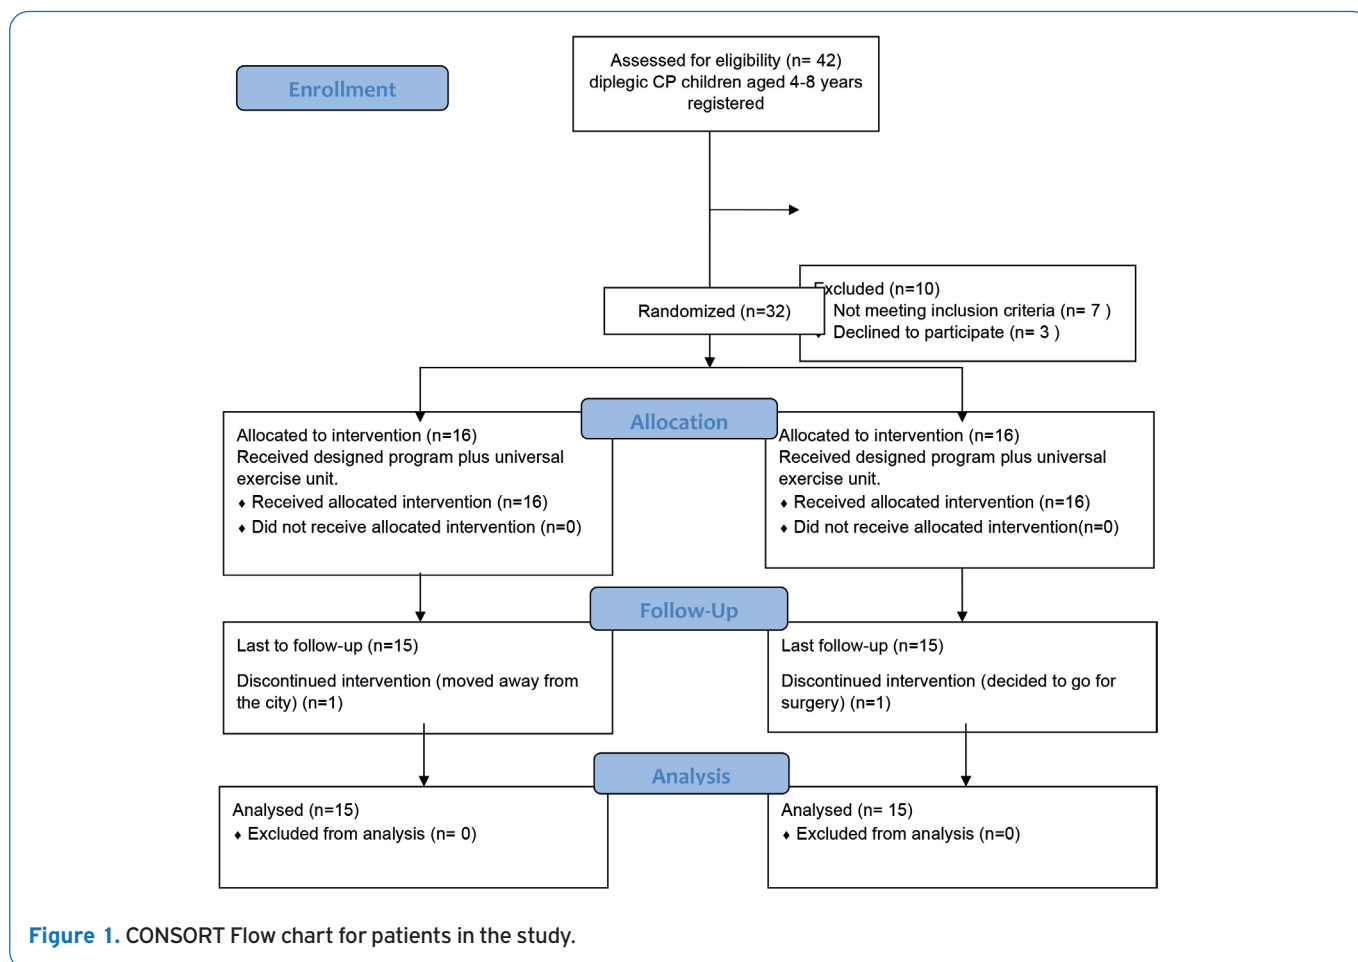 Enrollment
Assessed for eligibility (n= 42)
diplegic CP children aged 4-8 years
registered
Excluded (n=10)
Not meeting inclusion criteria (n= 7 )
♦ Declined to participate (n= 3 )
Randomized (n=32)
Allocation
Allocated to intervention (n=16)
Received designed program plus universal
exercise unit.
♦ Received allocated intervention (n=16)
♦ Did not receive allocated intervention (n=0)
Allocated to intervention (n=16)
Received designed program plus universal
exercise unit.
♦ Received allocated intervention (n=16)
♦ Did not receive allocated intervention(n=0)
Follow-Up
Last to follow-up (n=15)
Discontinued intervention (moved away from
the city) (n=1)
Last follow-up (n=15)
Discontinued intervention (decided to go for
surgery) (n=1)
Analysis
Analysed (n=15)
♦ Excluded from analysis (n= 0)
Analysed (n= 15)
♦ Excluded from analysis (n=0)
Figure 1. CONSORT Flow chart for patients in the study.